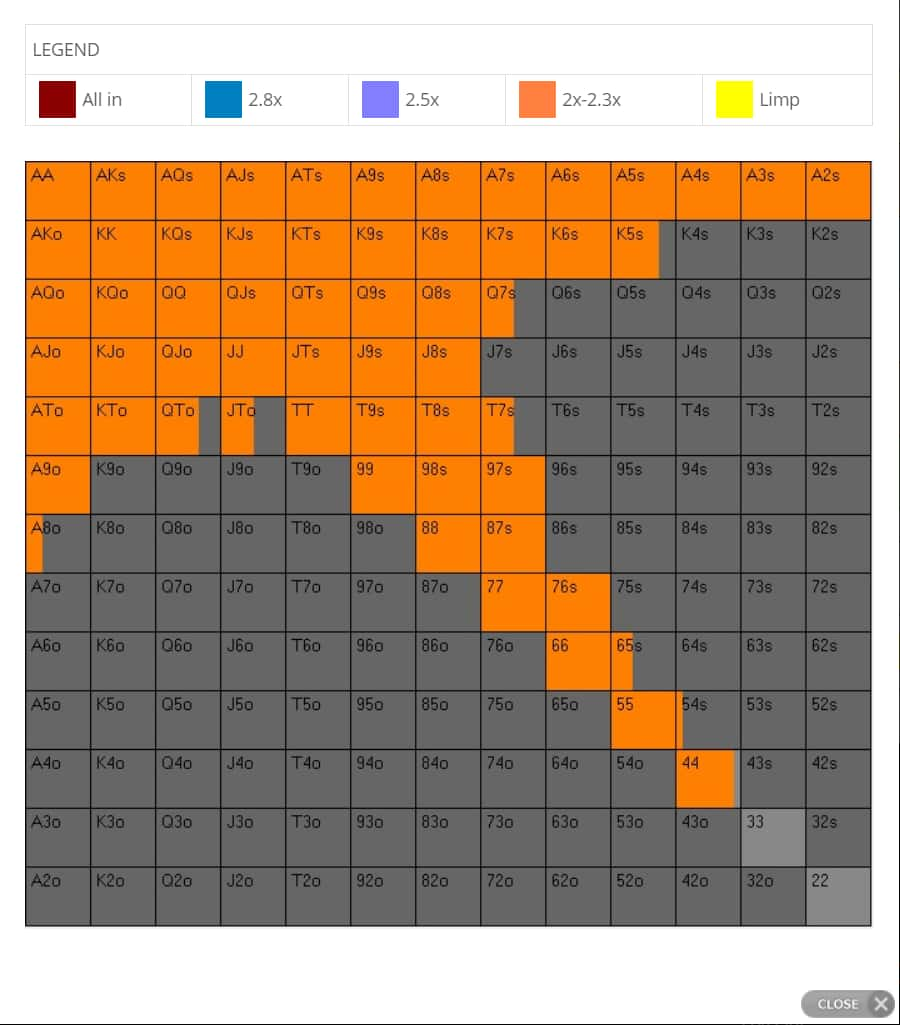 LEGEND
All in 2.8x 2.5x 2x-2.3x Limp
AA AKs AQs AJs ATs A9s A8s A7s A6s A5s A4s A3s A2s
AKo KK KQs KJs KTs K9s K8s K7s K6s K5s K4s K3s K2s
AQo KQo QQ QJs QTs Q9s Q8s Q7s Q6s Q5s Q4s Q3s Q2s
AJo KJo QJo JJ JTs J9s J8s J7s J6s J5s J4s J3s J2s
ATo KTo QTo JTo TT T9s T8s T7s T6s T5s T4s T3s T2s
A9o K9o Q9o J9o T9o 99 98s 97s 96s 95s 94s 93s 92s
A8o K8o Q8o J8o T8o 98o 88 87s 86s 85s 84s 83s 82s
A7o K7o Q7o J7o T7o 97o 87o 77 76s 75s 74s 73s 72s
A6o K6o Q6o J6o T6o 96o 86o 76o 66 65s 64s 63s 62s
A5o K5o Q5o J5o T5o 95o 85o 75o 65o 55 54s 53s 52s
A4o K4o Q4o J4o T4o 94o 84o 74o 64o 54o 44 43s 42s
A3o K3o Q3o J3o T3o 93o 83o 73o 63o 53o 43o 33 32s
A2o K2o Q2o J2o T2o 92o 82o 72o 62o 52o 42o 32o 22
CLOSE